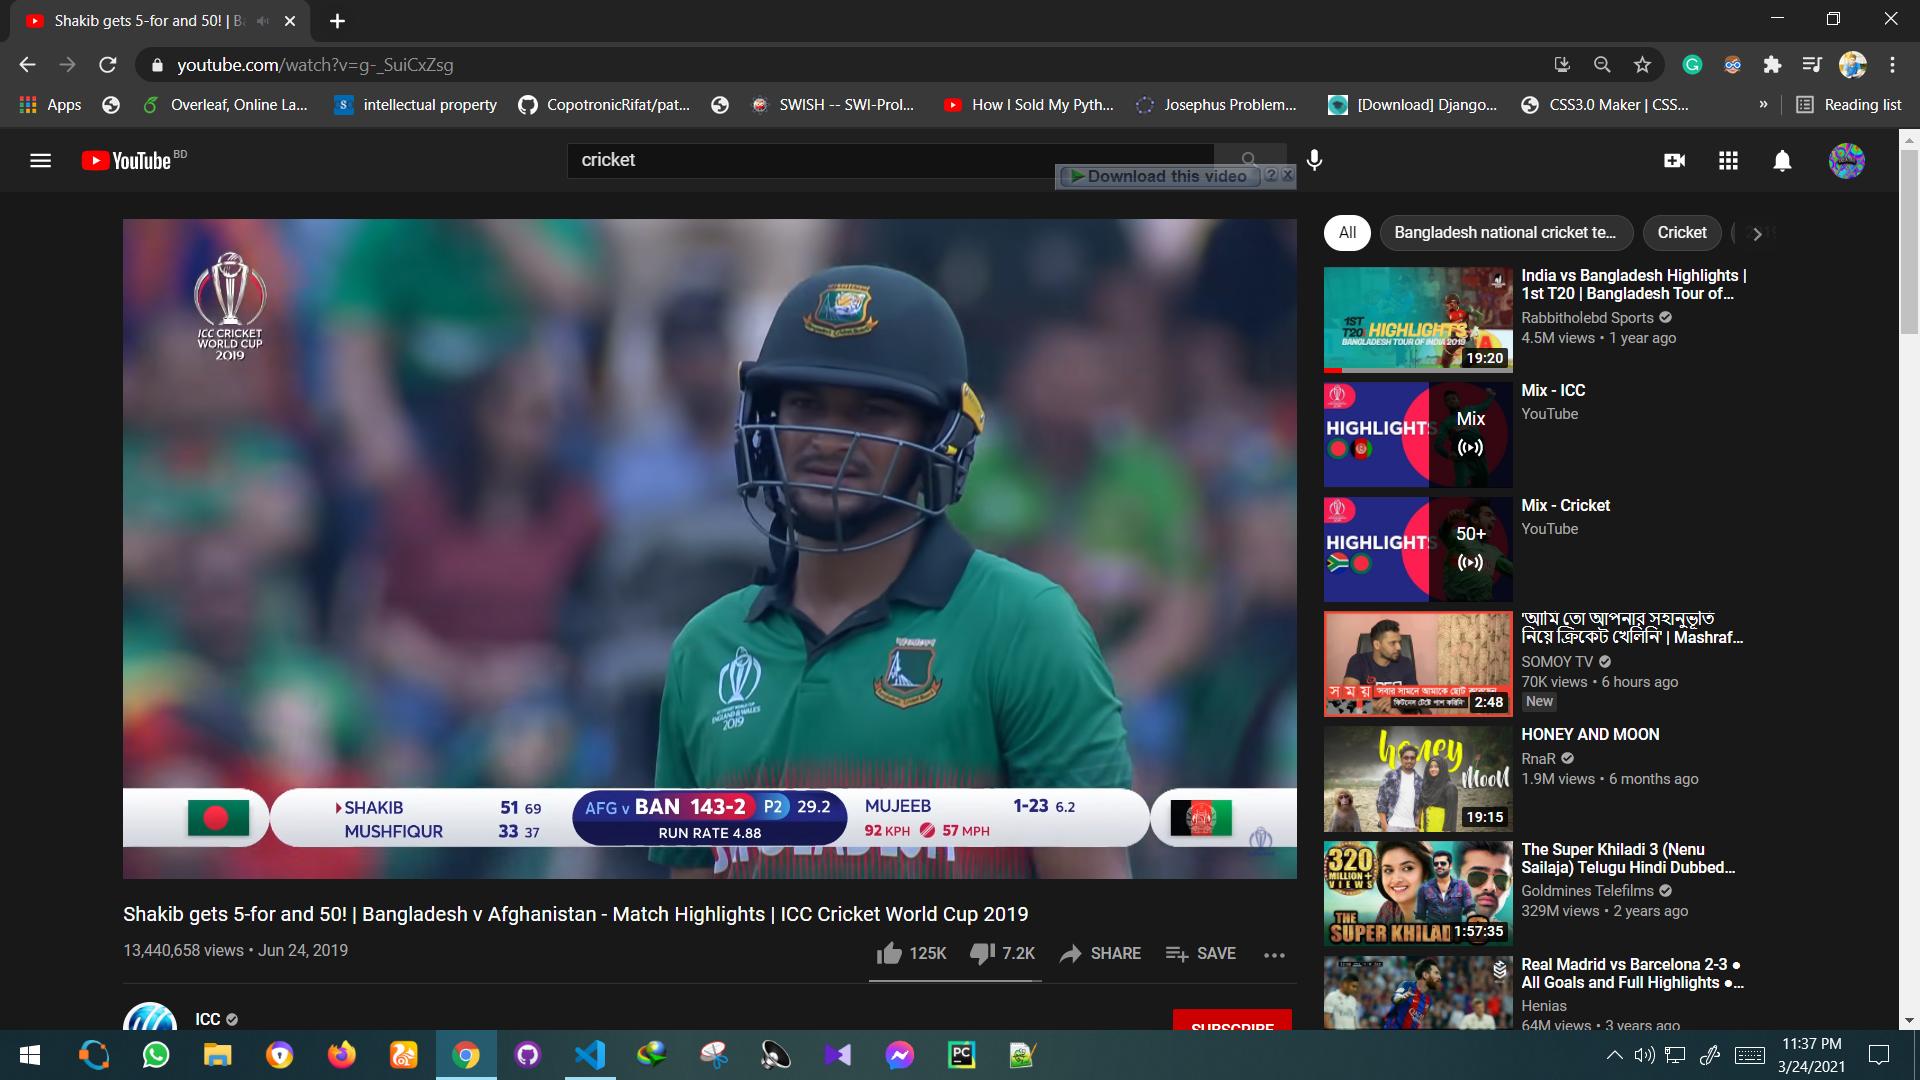 Shakib gets 5-for and 50! | Ba
youtube.com/watch?v=g-_SuiCxZsg
Apps
Overleaf, Online La...
intellectual property
CopotronicRifat/pat...
SWISH -- SWI-Prol...
How I Sold My Pyth...
Josephus Problem...
[Download] Django...
CSS3.0 Maker | CSS...
»
Reading list
YouTube BD
cricket
Download this video
ICC CRICKET
WORLD CUP
2019
ENGLAND & WALES
2019
SHAKIB 51 69
MUSHFIQUR 33 37
AFG v BAN 143-2 P2 29.2
RUN RATE 4.88
MUJEEB 1-23 6.2
92 KPH 57 MPH
Shakib gets 5-for and 50! | Bangladesh v Afghanistan - Match Highlights | ICC Cricket World Cup 2019
13,440,658 views • Jun 24, 2019
125K
7.2K
SHARE
SAVE
ICC
SUBSCRIBE
All
Bangladesh national cricket te...
Cricket
1ST
T20 HIGHLIGHTS
BANGLADESH TOUR OF INDIA 2019
19:20
India vs Bangladesh Highlights |
1st T20 | Bangladesh Tour of...
Rabbitholebd Sports
4.5M views • 1 year ago
HIGHLIGHTS
Mix
Mix - ICC
YouTube
HIGHLIGHTS
50+
Mix - Cricket
YouTube
সময়
2:48
'আমি তো আপনার সহানুভূতি
নিয়ে ক্রিকেট খেলিনি' | Mashraf...
SOMOY TV
70K views • 6 hours ago
New
honey
Moon
19:15
HONEY AND MOON
RnaR
1.9M views • 6 months ago
320
MILLION+
VIEWS
THE
SUPER KHILADI
1:57:35
The Super Khiladi 3 (Nenu
Sailaja) Telugu Hindi Dubbed...
Goldmines Telefilms
329M views • 2 years ago
Real Madrid vs Barcelona 2-3 ●
All Goals and Full Highlights ●...
Henias
64M views • 3 years ago
11:37 PM
3/24/2021